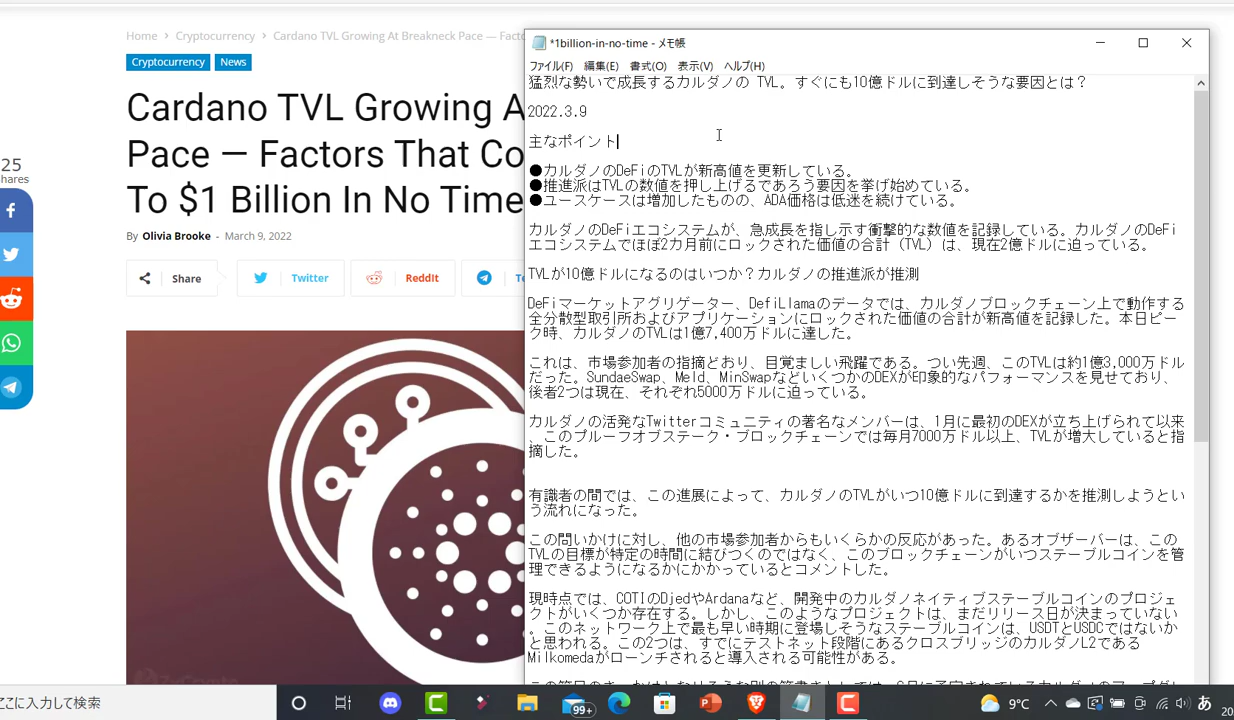 Home > Cryptocurrency > Cardano TVL Growing At Breakneck Pace — Facto
Cryptocurrency News
Cardano TVL Growing A
Pace — Factors That Co
To $1 Billion In No Time
By Olivia Brooke - March 9, 2022
25
hares
Share Twitter ReddIt Te
*1billion-in-no-time - メモ帳
ファイル(F) 編集(E) 書式(O) 表示(V) ヘルプ(H)
猛烈な勢いで成長するカルダノの TVL。すぐにも10億ドルに到達しそうな要因とは？
2022.3.9
主なポイント
●カルダノのDeFiのTVLが新高値を更新している。
●推進派はTVLの数値を押し上げるであろう要因を挙げ始めている。
●ユースケースは増加したものの、ADA価格は低迷を続けている。
カルダノのDeFiエコシステムが、急成長を指し示す衝撃的な数値を記録している。カルダノのDeFi
エコシステムでほぼ2カ月前にロックされた価値の合計（TVL）は、現在2億ドルに迫っている。
TVLが10億ドルになるのはいつか？カルダノの推進派が推測
DeFiマーケットアグリゲーター、DefiLlamaのデータでは、カルダノブロックチェーン上で動作する
全分散型取引所およびアプリケーションにロックされた価値の合計が新高値を記録した。本日ピー
ク時、カルダノのTVLは1億7,400万ドルに達した。
これは、市場参加者の指摘どおり、目覚ましい飛躍である。つい先週、このTVLは約1億3,000万ドル
だった。SundaeSwap、Meld、MinSwapなどいくつかのDEXが印象的なパフォーマンスを見せており、
後者2つは現在、それぞれ5000万ドルに迫っている。
カルダノの活発なTwitterコミュニティの著名なメンバーは、1月に最初のDEXが立ち上げられて以来
、このプルーフオブステーク・ブロックチェーンでは毎月7000万ドル以上、TVLが増大していると指
摘した。
有識者の間では、この進展によって、カルダノのTVLがいつ10億ドルに到達するかを推測しようとい
う流れになった。
この問いかけに対し、他の市場参加者からもいくらかの反応があった。あるオブザーバーは、この
TVLの目標が特定の時間に結びつくのではなく、このブロックチェーンがいつステーブルコインを管
理できるようになるかにかかっているとコメントした。
現時点では、COTIのDjedやArdanaなど、開発中のカルダノネイティブステーブルコインのプロジェ
クトがいくつか存在する。しかし、このようなプロジェクトは、まだリリース日が決まっていない
。このネットワーク上で最も早い時期に登場しそうなステーブルコインは、USDTとUSDCではないか
と思われる。この2つは、すでにテストネット段階にあるクロスブリッジのカルダノL2である
Milkomedaがローンチされると導入される可能性がある。
ここに入力して検索
99+
9°C
あ
20